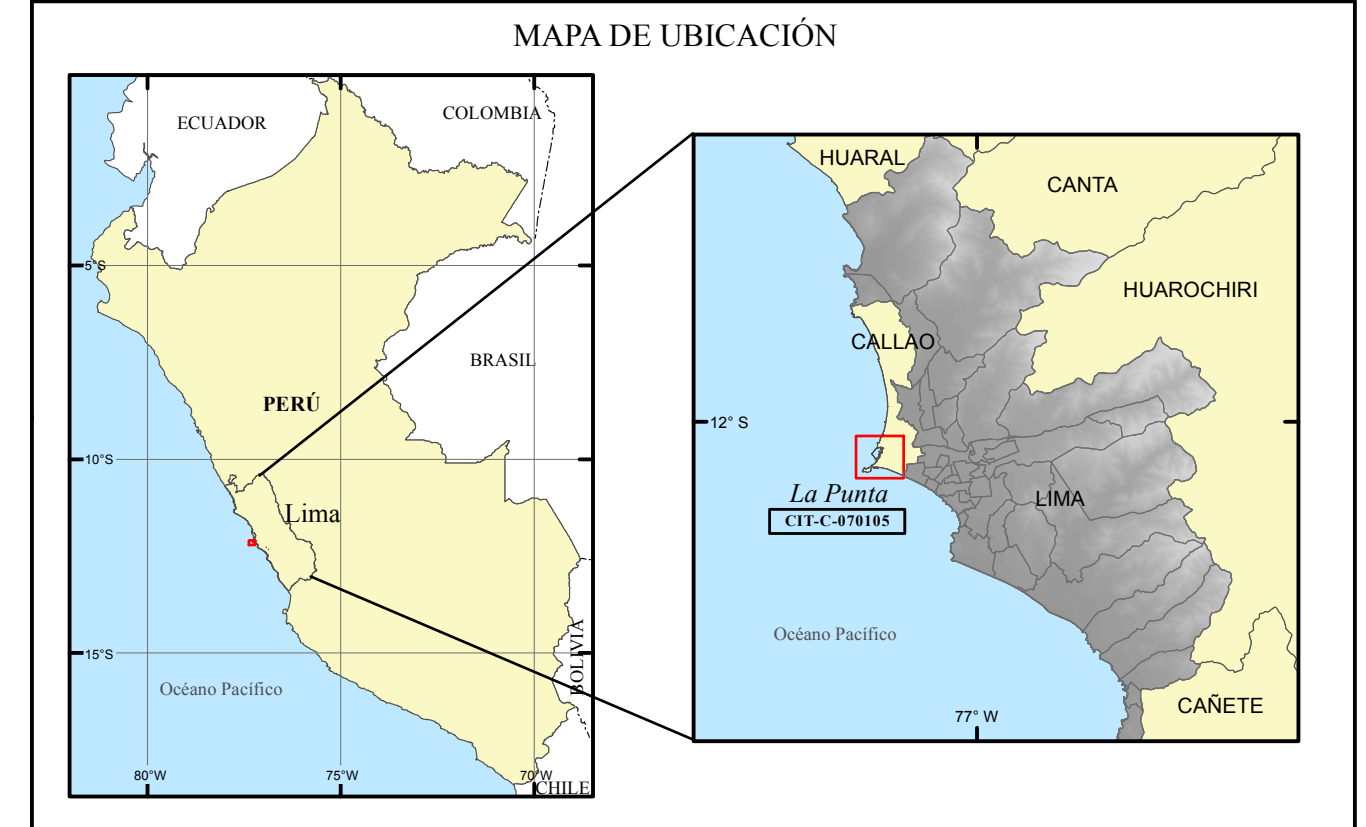 MAPA DE UBICACIÓN
ECUADOR
COLOMBIA
5°S
BRASIL
PERÚ
10°S
Lima
BOLIVIA
15°S
Océano Pacífico
80°W
75°W
70°W
CHILE
HUARAL
CANTA
HUAROCHIRI
CALLAO
12° S
La Punta
LIMA
CIT-C-070105
Océano Pacífico
CAÑETE
77° W